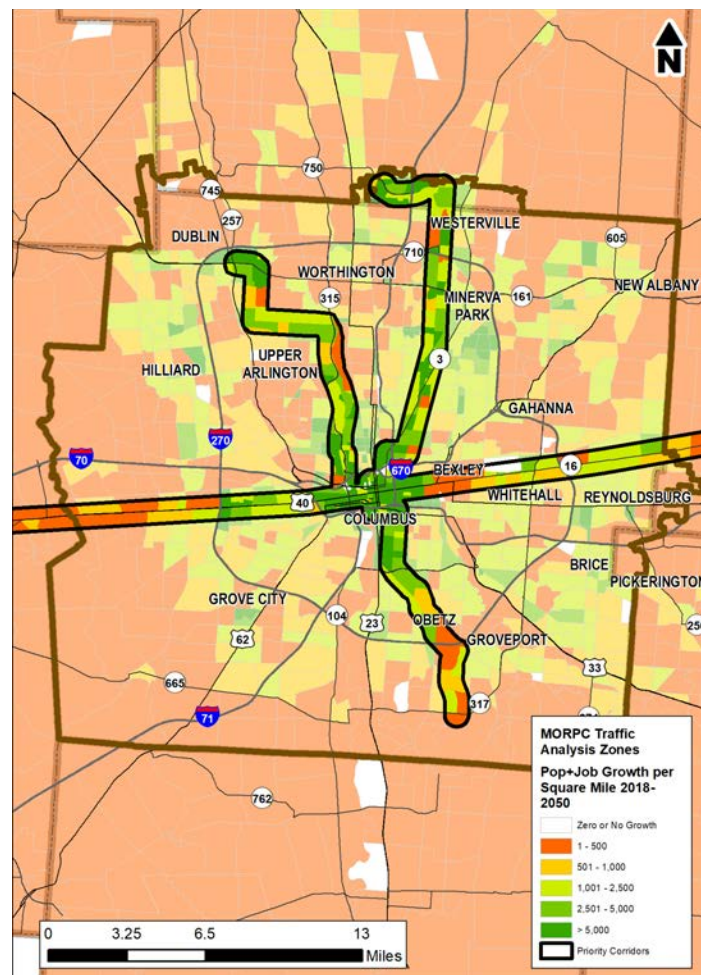 N
750
745
257
DUBLIN
WESTERVILLE
605
710
WORTHINGTON
315
161
NEW ALBANY
MINERVA
PARK
UPPER
ARLINGTON
3
HILLIARD
GAHANNA
270
70
670
BEXLEY
16
40
WHITEHALL
REYNOLDSBURG
COLUMBUS
BRICE
PICKERINGTON
GROVE CITY
104
23
OBETZ
62
GROVEPORT
33
665
317
71
762
MORPC Traffic
Analysis Zones
Pop+Job Growth per
Square Mile 2018-
2050
Zero or No Growth
1 - 500
501 - 1,000
1,001 - 2,500
2,501 - 5,000
> 5,000
Priority Corridors
0 3.25 6.5 13
Miles